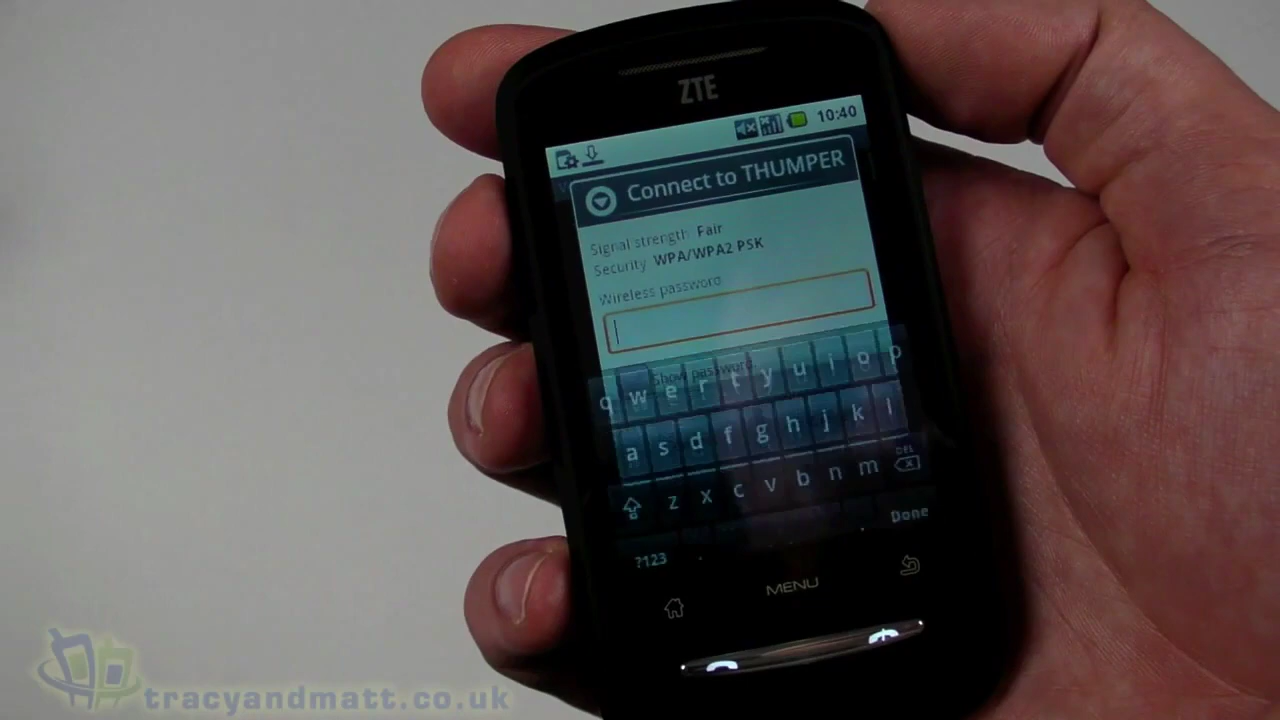 ZTE
10:40
Connect to THUMPER
Signal strength Fair
Security WPA/WPA2 PSK
Wireless password
Show password
q w e r t y u i o p
a s d f g h j k l
DEL
z x c v b n m
?123 . Done
MENU
tracyandmatt.co.uk